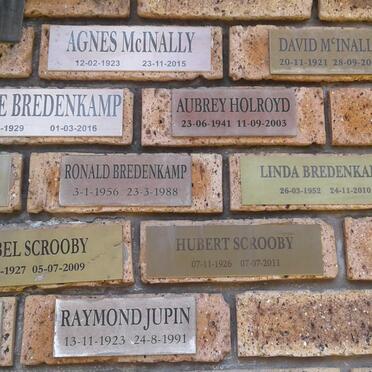 AGNES McINALLY
12-02-1923 23-11-2015
DAVID McINALL
20-11-1921 28-09-20
E BREDENKAMP
-1929 01-03-2016
AUBREY HOLROYD
23-06-1941 11-09-2003
RONALD BREDENKAMP
3-1-1956 23-3-1988
LINDA BREDENKA
26-03-1952 24-11-2010
BEL SCROOBY
-1927 05-07-2009
HUBERT SCROOBY
07-11-1926 07-07-2011
RAYMOND JUPIN
13-11-1923 24-8-1991